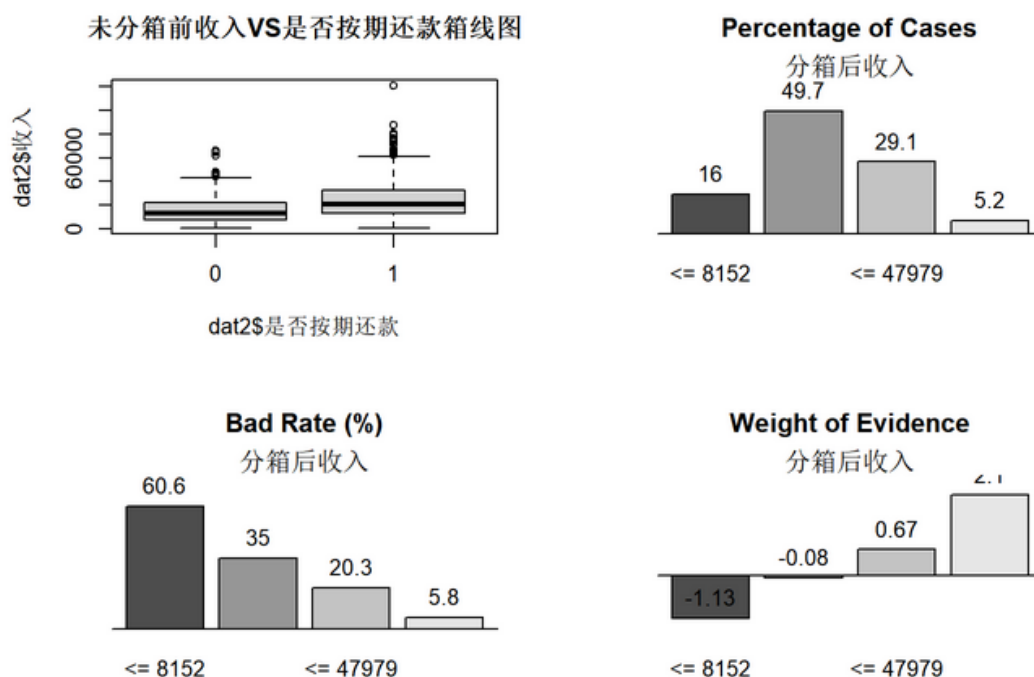 未分箱前收入VS是否按期还款箱线图
dat2$收入
60000
0
0 1
dat2$是否按期还款
Percentage of Cases
分箱后收入
49.7
29.1
16
5.2
<= 8152 <= 47979
Bad Rate (%)
分箱后收入
60.6
35
20.3
5.8
<= 8152 <= 47979
Weight of Evidence
分箱后收入
2.1
0.67
-0.08
-1.13
<= 8152 <= 47979